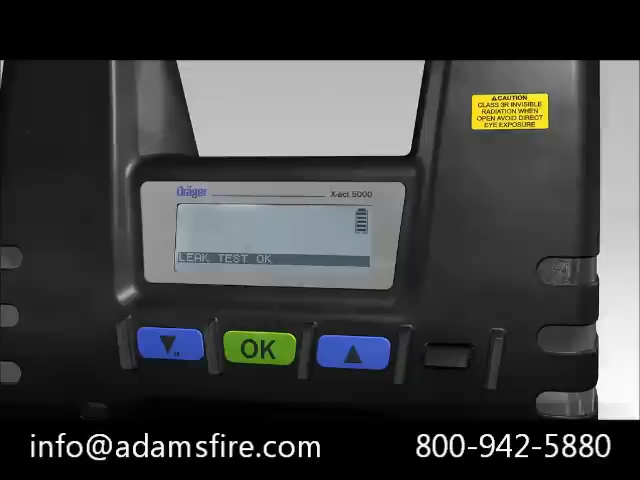 ⚠CAUTION
CLASS 3R INVISIBLE
RADIATION WHEN
OPEN AVOID DIRECT
EYE EXPOSURE
Dräger
X-act 5000
LEAK TEST OK
OK
info@adamsfire.com
800-942-5880